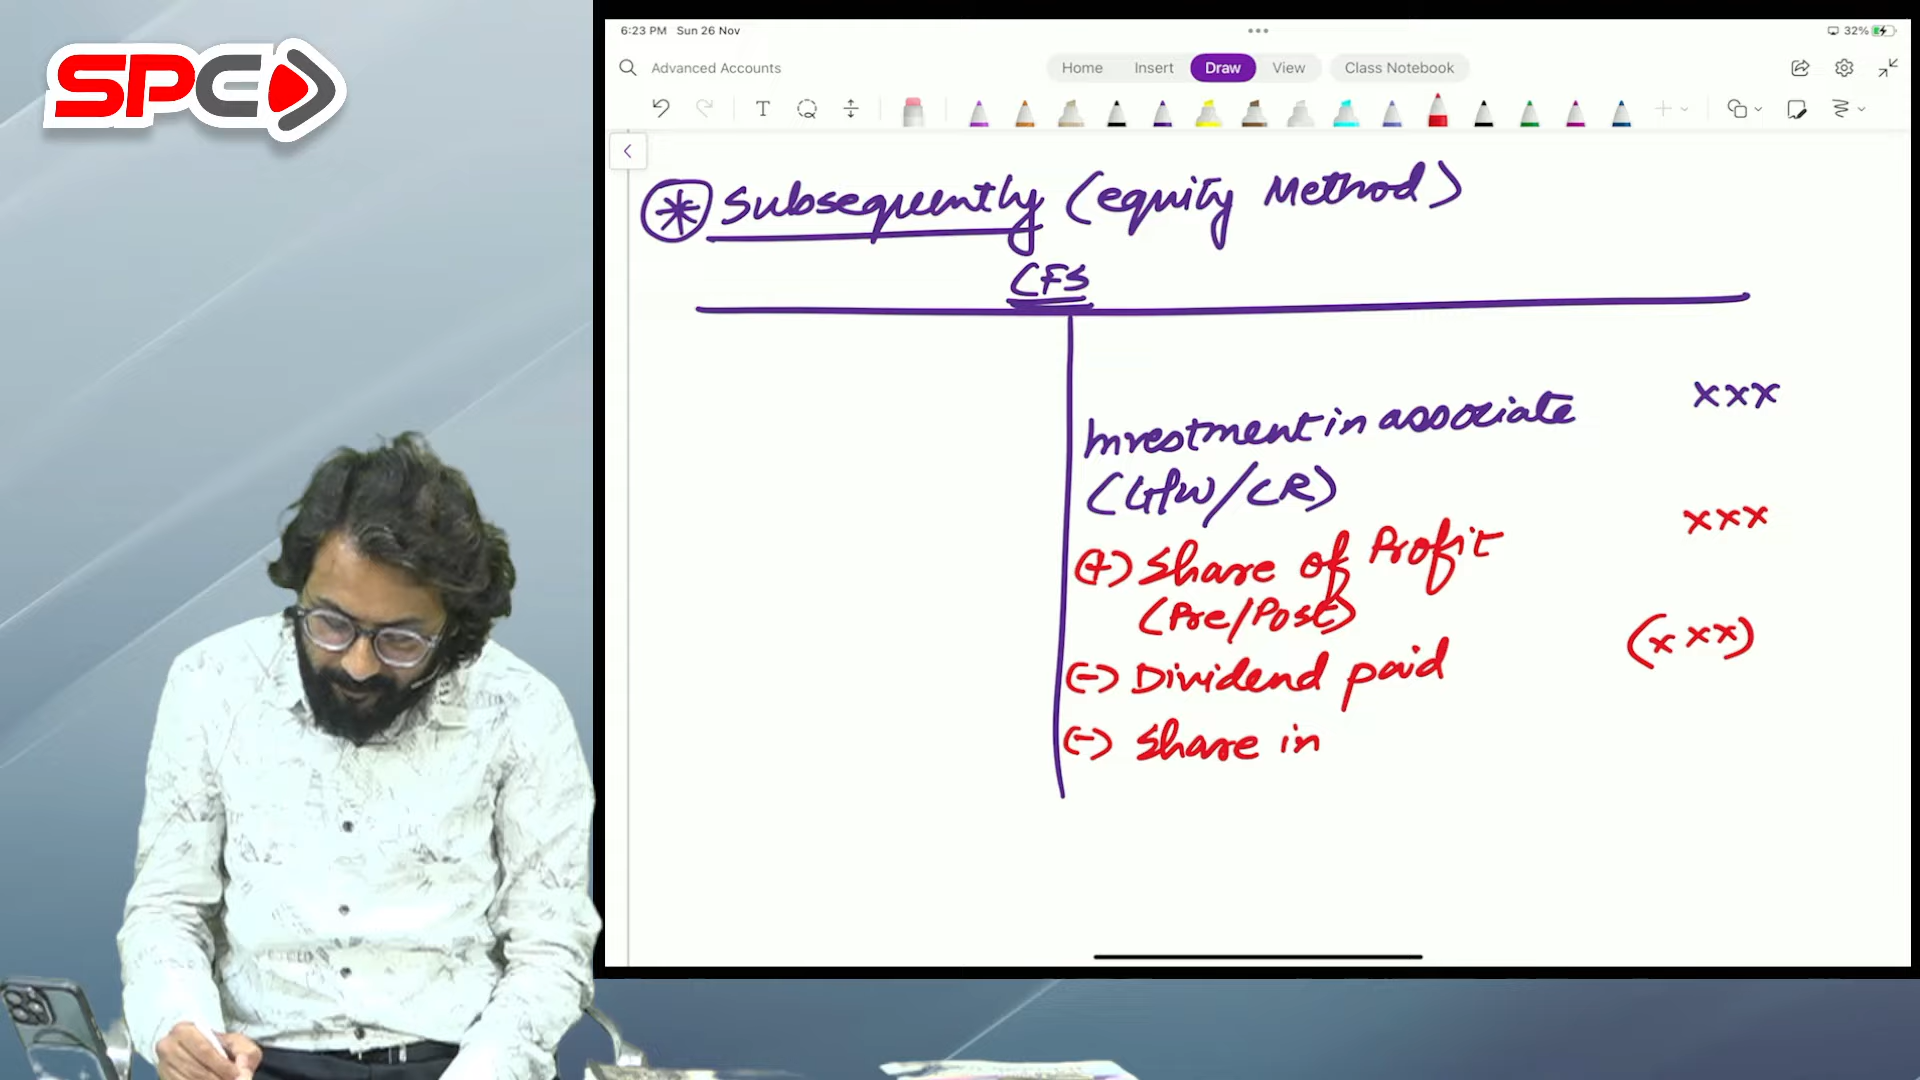 SPE
6:23 PM Sun 26 Nov
32%
Advanced Accounts
Home Insert Draw View Class Notebook
Subsequently (equity Method)
CFS
Investment in associate xxx
(G/W/CR)
(+) Share of Profit xxx
(Pre/Post)
(-) Dividend paid (xxx)
(-) Share in